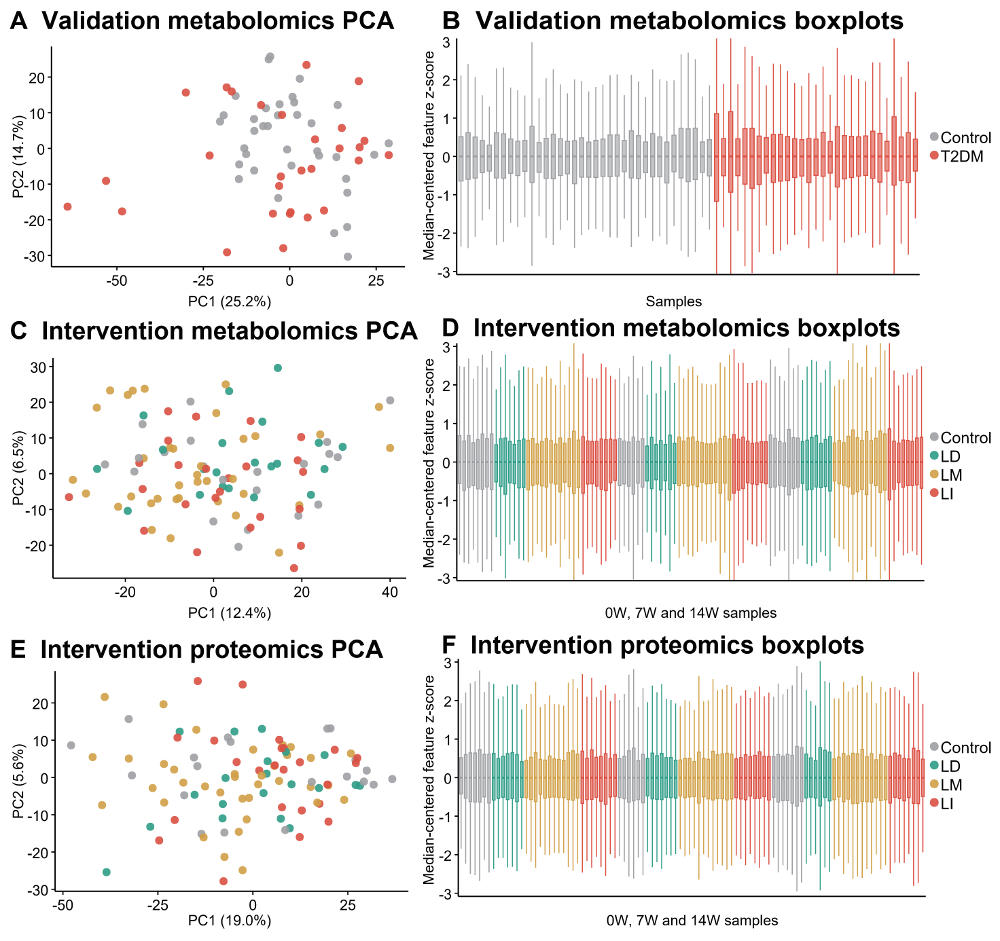 A Validation metabolomics PCA
PC2 (14.7%)
20
10
0
-10
-20
-30
-50
-25
0
25
PC1 (25.2%)
B Validation metabolomics boxplots
Median-centered feature z-score
3
2
1
0
-1
-2
-3
Samples
Control
T2DM
C Intervention metabolomics PCA
PC2 (6.5%)
30
20
10
0
-10
-20
-20
0
20
40
PC1 (12.4%)
D Intervention metabolomics boxplots
Median-centered feature z-score
3
2
1
0
-1
-2
-3
0W, 7W and 14W samples
Control
LD
LM
LI
E Intervention proteomics PCA
PC2 (5.6%)
20
10
0
-10
-20
-30
-50
-25
0
25
PC1 (19.0%)
F Intervention proteomics boxplots
Median-centered feature z-score
3
2
1
0
-1
-2
-3
0W, 7W and 14W samples
Control
LD
LM
LI